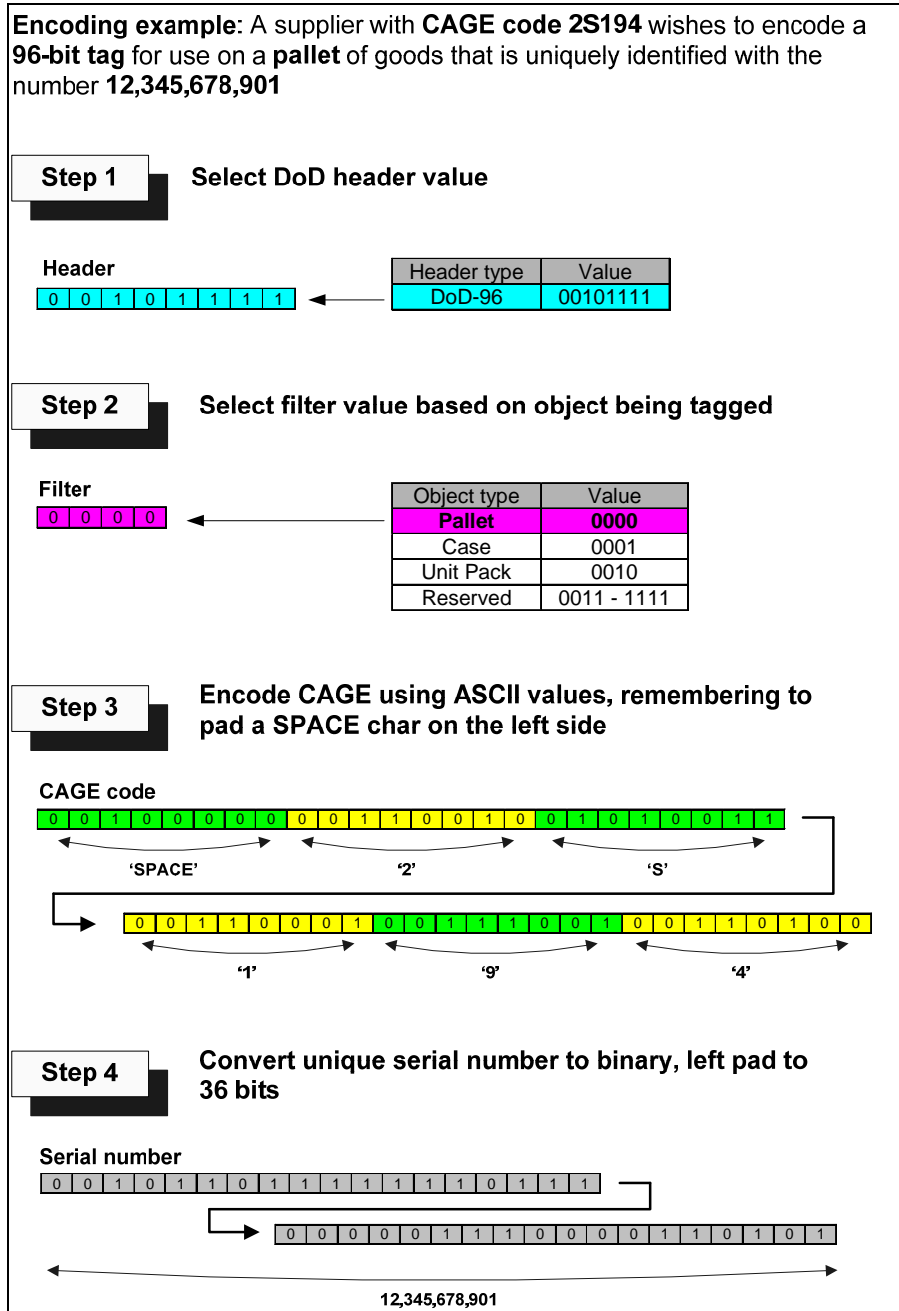 Encoding example: A supplier with CAGE code 2S194 wishes to encode a
96-bit tag for use on a pallet of goods that is uniquely identified with the
number 12,345,678,901
Step 1 Select DoD header value
Header
0 0 1 0 1 1 1 1
Header type Value
DoD-96 00101111
Step 2 Select filter value based on object being tagged
Filter
0 0 0 0
Object type Value
Pallet 0000
Case 0001
Unit Pack 0010
Reserved 0011 - 1111
Step 3
Encode CAGE using ASCII values, remembering to
pad a SPACE char on the left side
CAGE code
0 0 1 0 0 0 0 0 0 0 1 1 0 0 1 0 0 1 0 1 0 0 1 1
‘SPACE’ ‘2’ ‘S’
0 0 1 1 0 0 0 1 0 0 1 1 1 0 0 1 0 0 1 1 0 1 0 0
‘1’ ‘9’ ‘4’
Step 4
Convert unique serial number to binary, left pad to
36 bits
Serial number
0 0 1 0 1 1 0 1 1 1 1 1 1 1 0 1 1 1
0 0 0 0 0 1 1 1 0 0 0 0 1 1 0 1 0 1
12,345,678,901